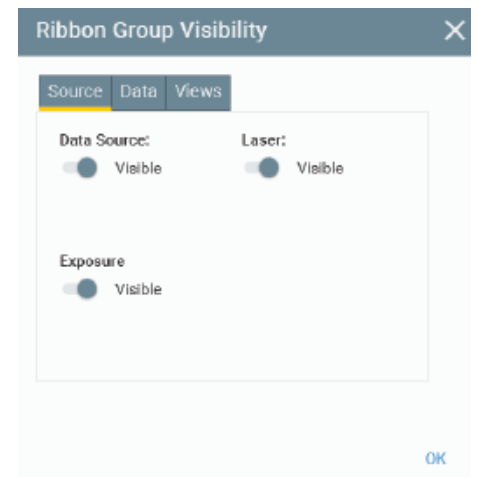 Ribbon Group Visibility
Source Data Views
Data Source: Laser:
Visible Visible
Exposure
Visible
OK